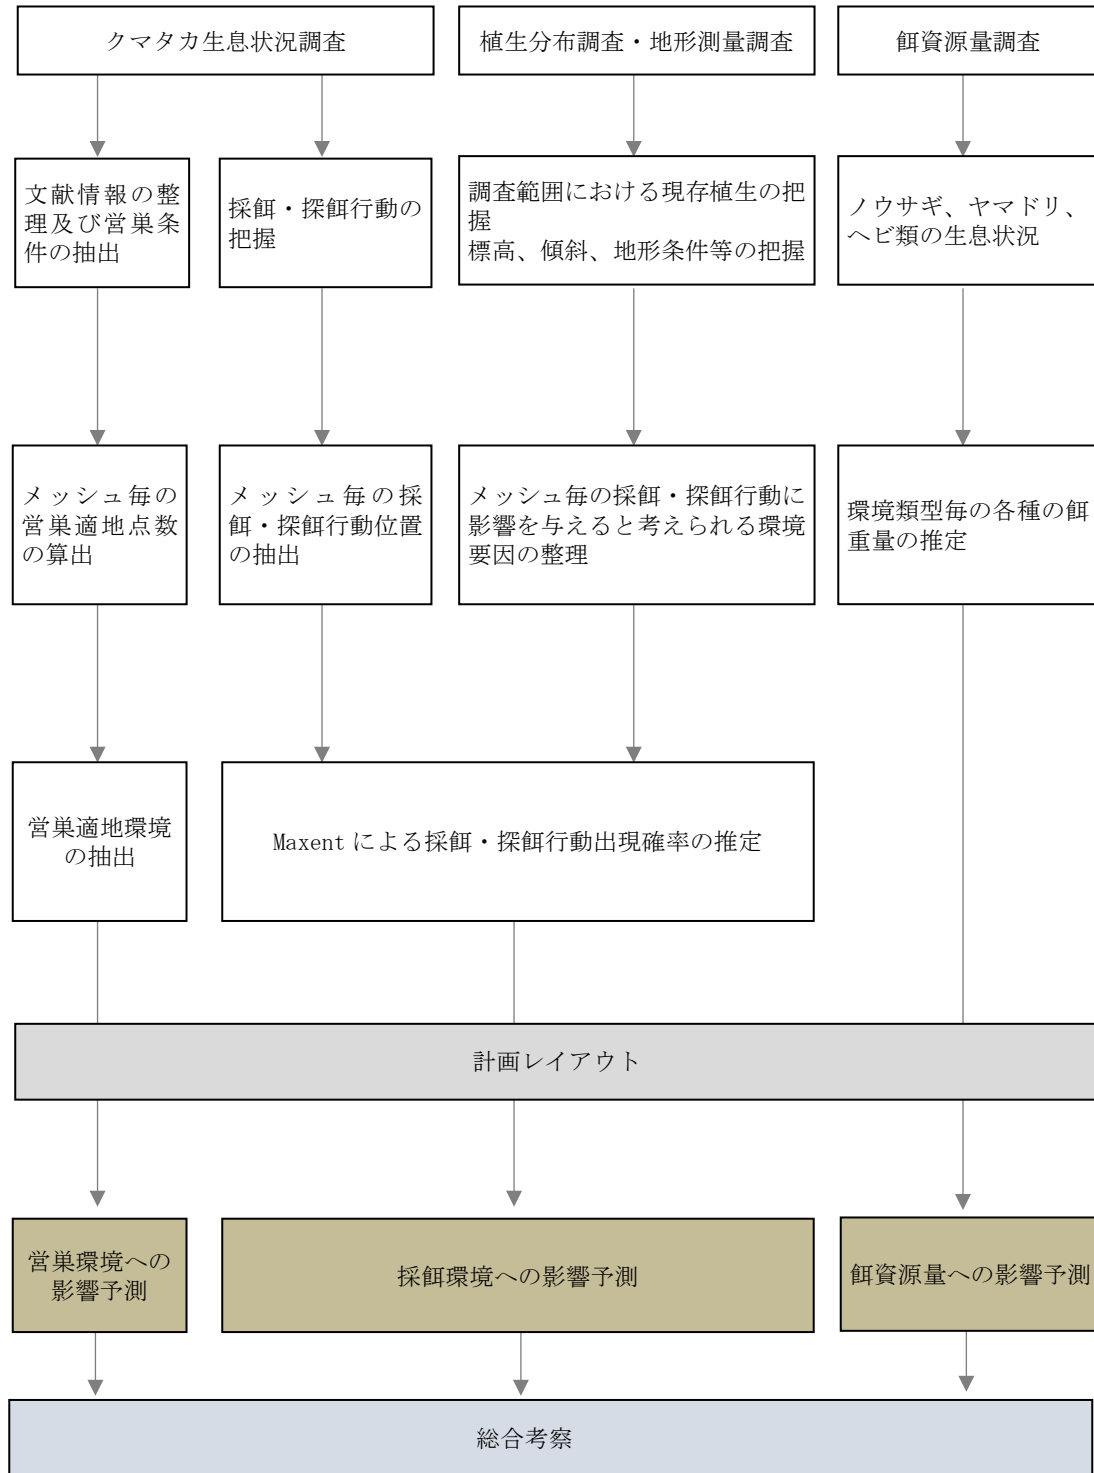 クマタカ生息状況調査
植生分布調査・地形測量調査
餌資源量調査
文献情報の整
理及び営巣条
件の抽出
採餌・探餌行動の
把握
調査範囲における現存植生の把
握
標高、傾斜、地形条件等の把握
ノウサギ、ヤマドリ、
ヘビ類の生息状況
メッシュ毎の
営巣適地点数
の算出
メッシュ毎の採
餌・探餌行動位置
の抽出
メッシュ毎の採餌・探餌行動に
影響を与えると考えられる環境
要因の整理
環境類型毎の各種の餌
重量の推定
営巣適地環境
の抽出
Maxent による採餌・探餌行動出現確率の推定
計画レイアウト
営巣環境への
影響予測
採餌環境への影響予測
餌資源量への影響予測
総合考察